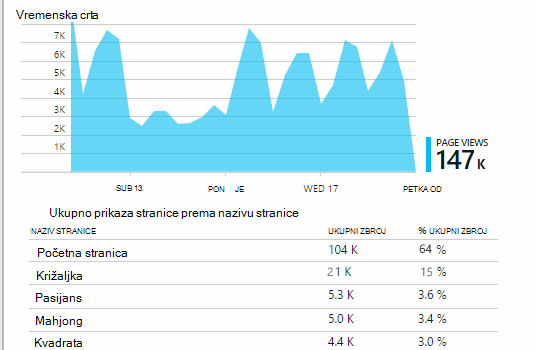 Vremenska crta
7K
6K
5K
4K
3K
2K
1K
PAGE VIEWS
147 K
SUB 13
PON JE
WED 17
PETKA OD
Ukupno prikaza stranice prema nazivu stranice
NAZIV STRANICE UKUPNI ZBROJ % UKUPNI ZBROJ
Početna stranica 104 K 64 %
Križaljka 21 K 15 %
Pasijans 5.3 K 3.6 %
Mahjong 5.0 K 3.4 %
Kvadrata 4.4 K 3.0 %